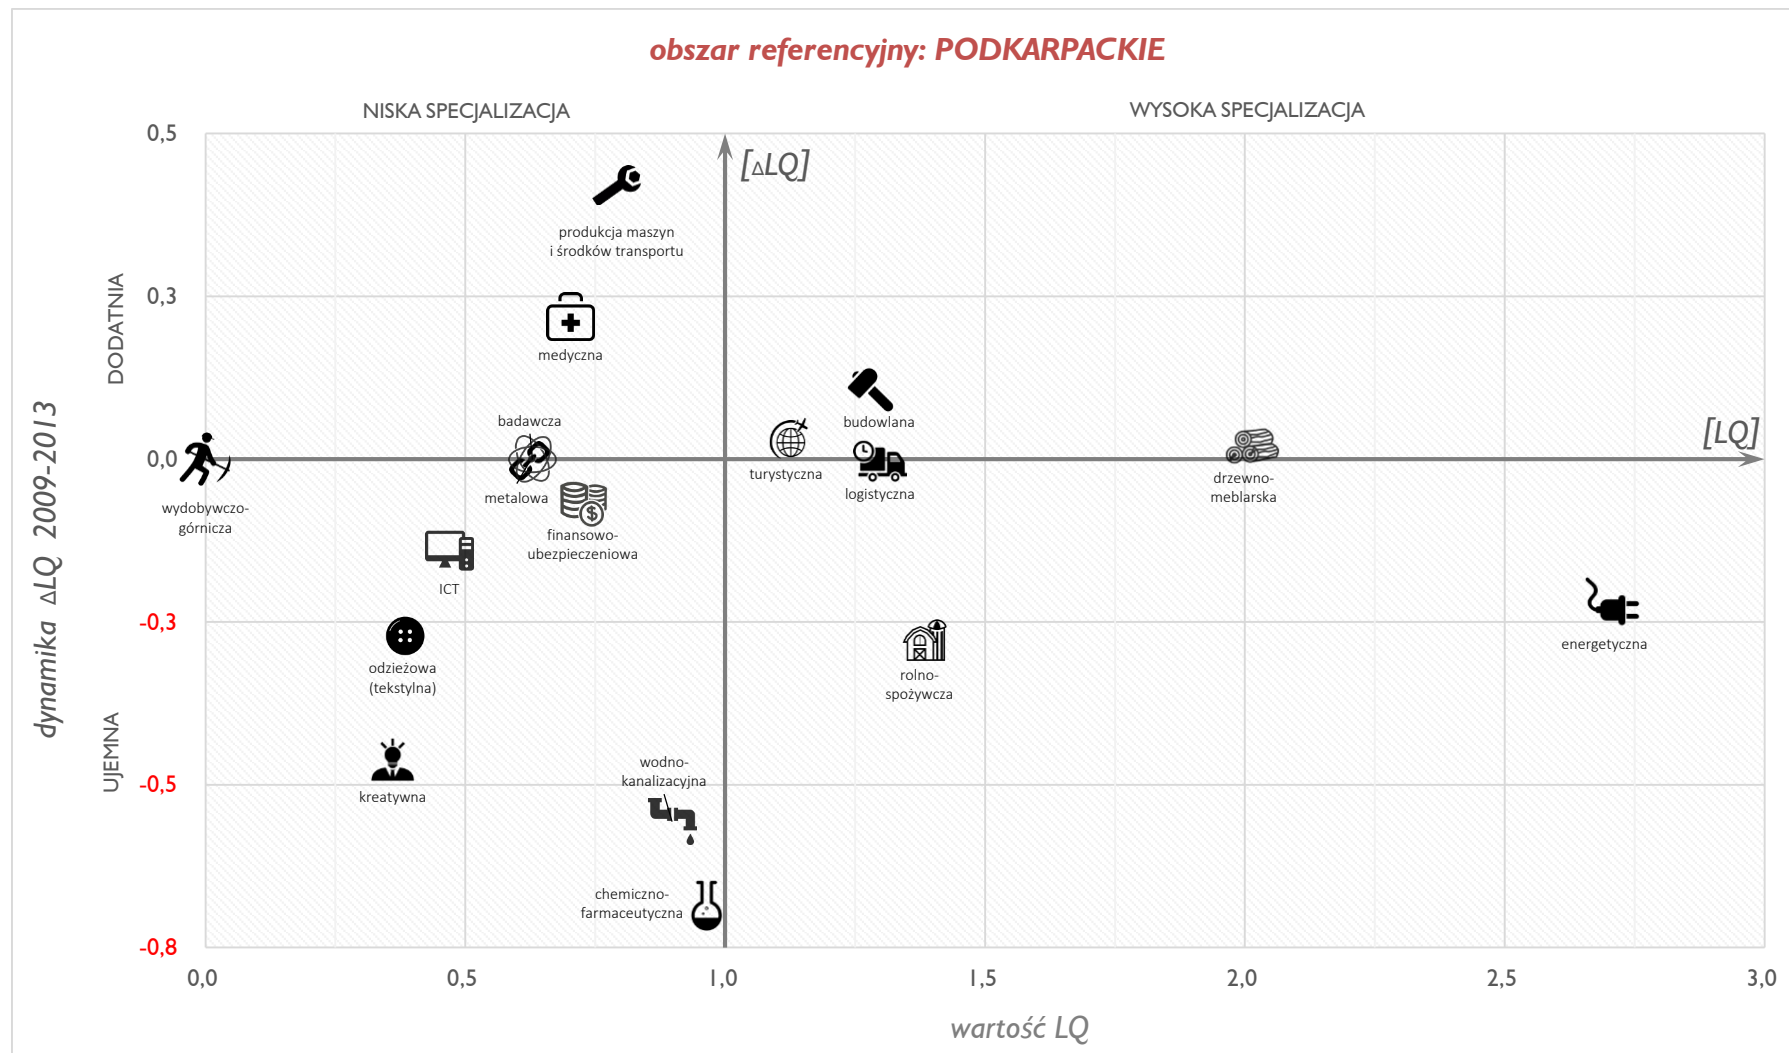 obszar referencyjny: PODKARPACKIE
NISKA SPECJALIZACJA
WYSOKA SPECJALIZACJA
0,5
[ΔLQ]
produkcja maszyn
i środków transportu
DODATNIA
0,3
medyczna
badawcza
budowlana
[LQ]
0,0
turystyczna
drzewno-
meblarska
metalowa
logistyczna
wydobywczo-
górnicza
finansowo-
ubezpieczeniowa
dynamika ΔLQ 2009-2013
ICT
-0,3
energetyczna
odzieżowa
(tekstylna)
rolno-
spożywcza
UJEMNA
wodno-
kanalizacyjna
-0,5
kreatywna
chemiczno-
farmaceutyczna
-0,8
0,0
0,5
1,0
1,5
2,0
2,5
3,0
wartość LQ